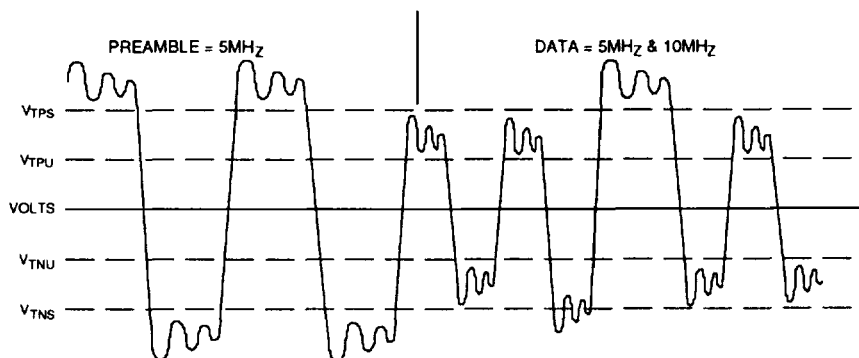 PREAMBLE = 5MHZ
DATA = 5MHZ & 10MHZ
VTPS
VTPU
VOLTS
VTNU
VTNS